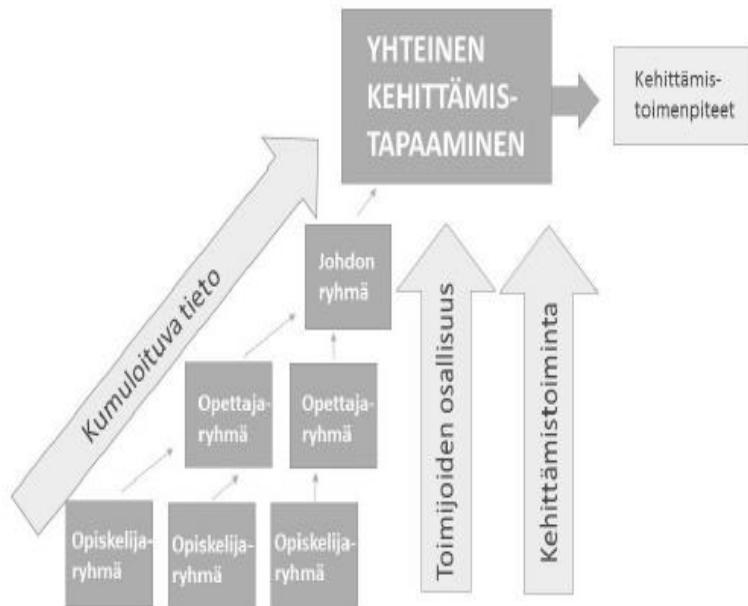 YHTEINEN
KEHITTÄMIS-
TAPAAMINEN
Kehittämis-
toimenpiteet
Kumuloituva tieto
Johdon
ryhmä
Toimijoiden osallisuus
Kehittämistoiminta
Opettaja-
ryhmä
Opettaja-
ryhmä
Opiskelija-
ryhmä
Opiskelija-
ryhmä
Opiskelija-
ryhmä